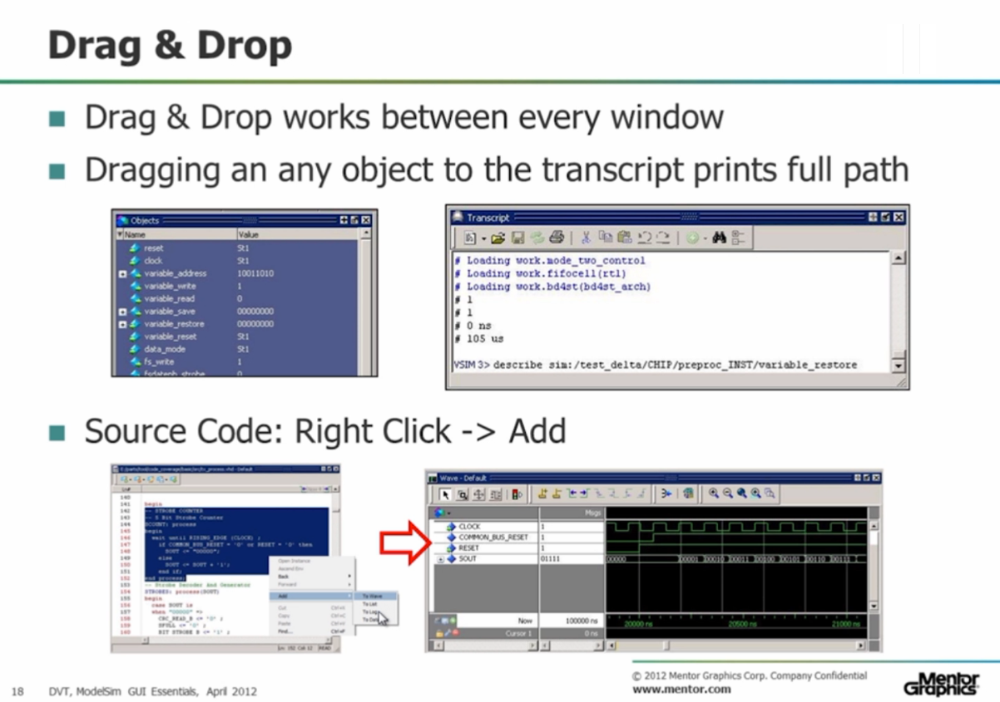 Drag & Drop
Drag & Drop works between every window
Dragging an any object to the transcript prints full path
Objects
Name Value
reset St1
clock St1
variable_address 10011010
variable_write 1
variable_read 0
variable_save 00000000
variable_restore 00000000
variable_reset St1
data_mode St1
fs_write 1
Transcript
# Loading work.mode_two_control
# Loading work.fifocell(rtl)
# Loading work.bd4st(bd4st_arch)
# 1
# 1
# 0 ns
# 105 us
VSIM 3> describe sim:/test_delta/CHIP/preproc_INST/variable_restore
Source Code: Right Click -> Add
140
141 begin
142 -- STROBE COUNTER
143 -- 5 Bit Strobe Counter
144 BCOUNT: process
145 begin
146 wait until RISING_EDGE (CLOCK) ;
147 if COMMON_BUS_RESET = '0' or RESET = '0' then
148 SOUT <= "00000";
149 else
150 SOUT <= SOUT + '1';
151 end if;
152 end process;
153 -- Strobe Decoder And Generator
154 STROBES: process(SOUT)
155 begin
156 case SOUT is
157 when "00000" =>
158 CRC_READ_B <= '0' ;
159 SPULL <= '0' ;
160 BIT STROBE B <= '1' ;
Open Instance
Ascend Env
Back
Forward
Add
Cut
Copy
Paste
Find...
To Wave
To List
To Log
Wave - Default
Msgs
CLOCK 1
COMMON_BUS_RESET 1
RESET 1
SOUT 01111 00000 00001 00010 00011 00100 00101 00110 00111
Now 100000 ns 20000 ns 20500 ns 21000 ns
Cursor 1 0 ns
18 DVT, ModelSim GUI Essentials, April 2012
© 2012 Mentor Graphics Corp. Company Confidential
www.mentor.com
Mentor
Graphics